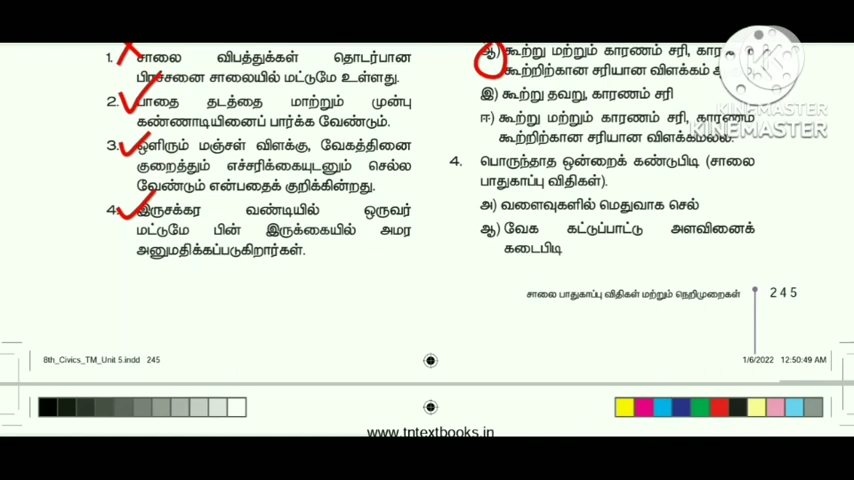 1. சாலை விபத்துக்கள் தொடர்பான
பிரச்சனை சாலையில் மட்டுமே உள்ளது.
2. பாதை தடத்தை மாற்றும் முன்பு
கண்ணாடியினைப் பார்க்க வேண்டும்.
3. ஒளிரும் மஞ்சள் விளக்கு, வேகத்தினை
குறைத்தும் எச்சரிக்கையுடனும் செல்ல
வேண்டும் என்பதைக் குறிக்கின்றது.
4. இருசக்கர வண்டியில் ஒருவர்
மட்டுமே பின் இருக்கையில் அமர
அனுமதிக்கப்படுகிறார்கள்.
ஆ) கூற்று மற்றும் காரணம் சரி,
கூற்றிற்கான சரியான விளக்கம்
இ) கூற்று தவறு, காரணம் சரி
ஈ) கூற்று மற்றும் காரணம் சரி, காரணம்
கூற்றிற்கான சரியான விளக்கமல்ல.
4. பொருந்தாத ஒன்றைக் கண்டுபிடி (சாலை
பாதுகாப்பு விதிகள்).
அ) வளைவுகளில் மெதுவாக செல்
ஆ) வேக கட்டுப்பாட்டு அளவினைக்
கடைபிடி
சாலை பாதுகாப்பு விதிகள் மற்றும் நெறிமுறைகள் 245
8th_Civics_TM_Unit 5.indd 245
1/6/2022 12:50:49 AM
www.tntextbooks.in
KINEMASTER
KINEMASTER